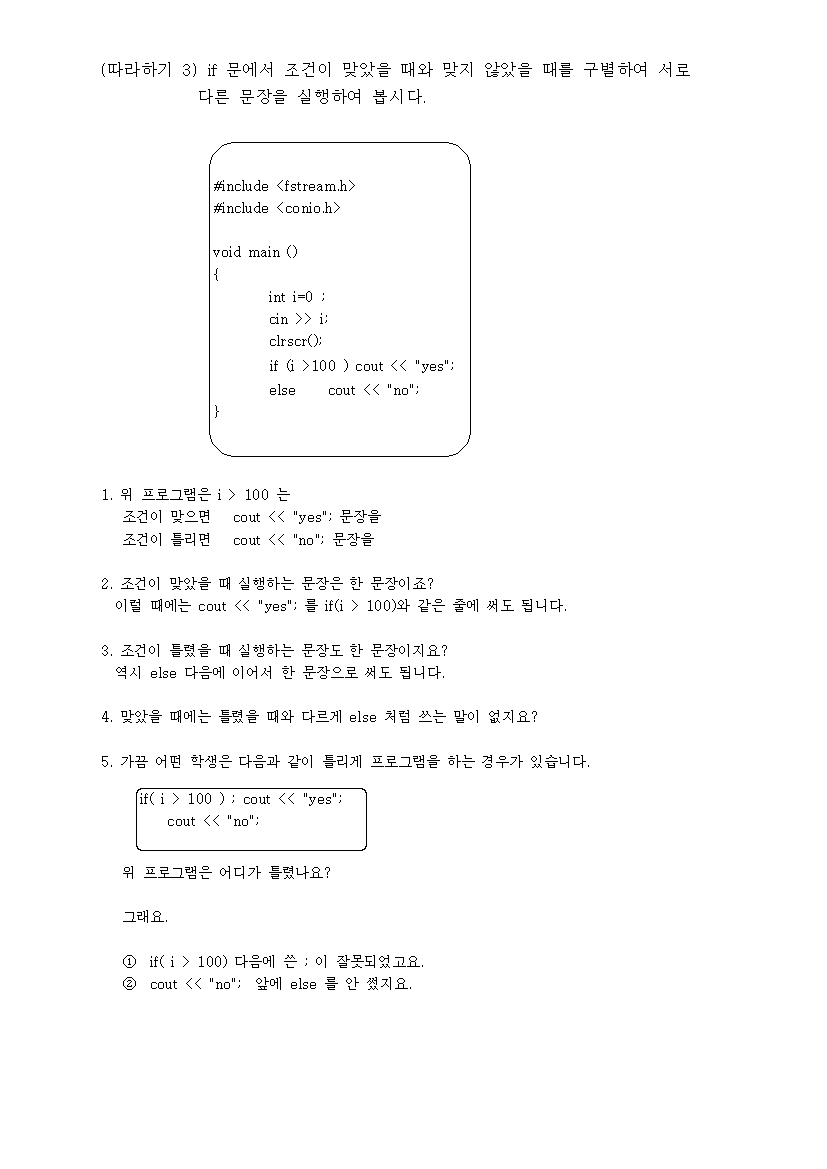 (따라하기 3) if 문에서 조건이 맞았을 때와 맞지 않았을 때를 구별하여 서로
다른 문장을 실행하여 봅시다.
#include <fstream.h>
#include <conio.h>
void main ()
{
int i=0 ;
cin >> i;
clrscr();
if (i >100 ) cout << "yes";
else cout << "no";
}
1. 위 프로그램은 i > 100 는
조건이 맞으면 cout << "yes"; 문장을
조건이 틀리면 cout << "no"; 문장을
2. 조건이 맞았을 때 실행하는 문장은 한 문장이죠?
이럴 때에는 cout << "yes"; 를 if(i > 100)와 같은 줄에 써도 됩니다.
3. 조건이 틀렸을 때 실행하는 문장도 한 문장이지요?
역시 else 다음에 이어서 한 문장으로 써도 됩니다.
4. 맞았을 때에는 틀렸을 때와 다르게 else 처럼 쓰는 말이 없지요?
5. 가끔 어떤 학생은 다음과 같이 틀리게 프로그램을 하는 경우가 있습니다.
if( i > 100 ) ; cout << "yes";
cout << "no";
위 프로그램은 어디가 틀렸나요?
그래요.
① if( i > 100) 다음에 쓴 ; 이 잘못되었고요.
② cout << "no"; 앞에 else 를 안 썼지요.